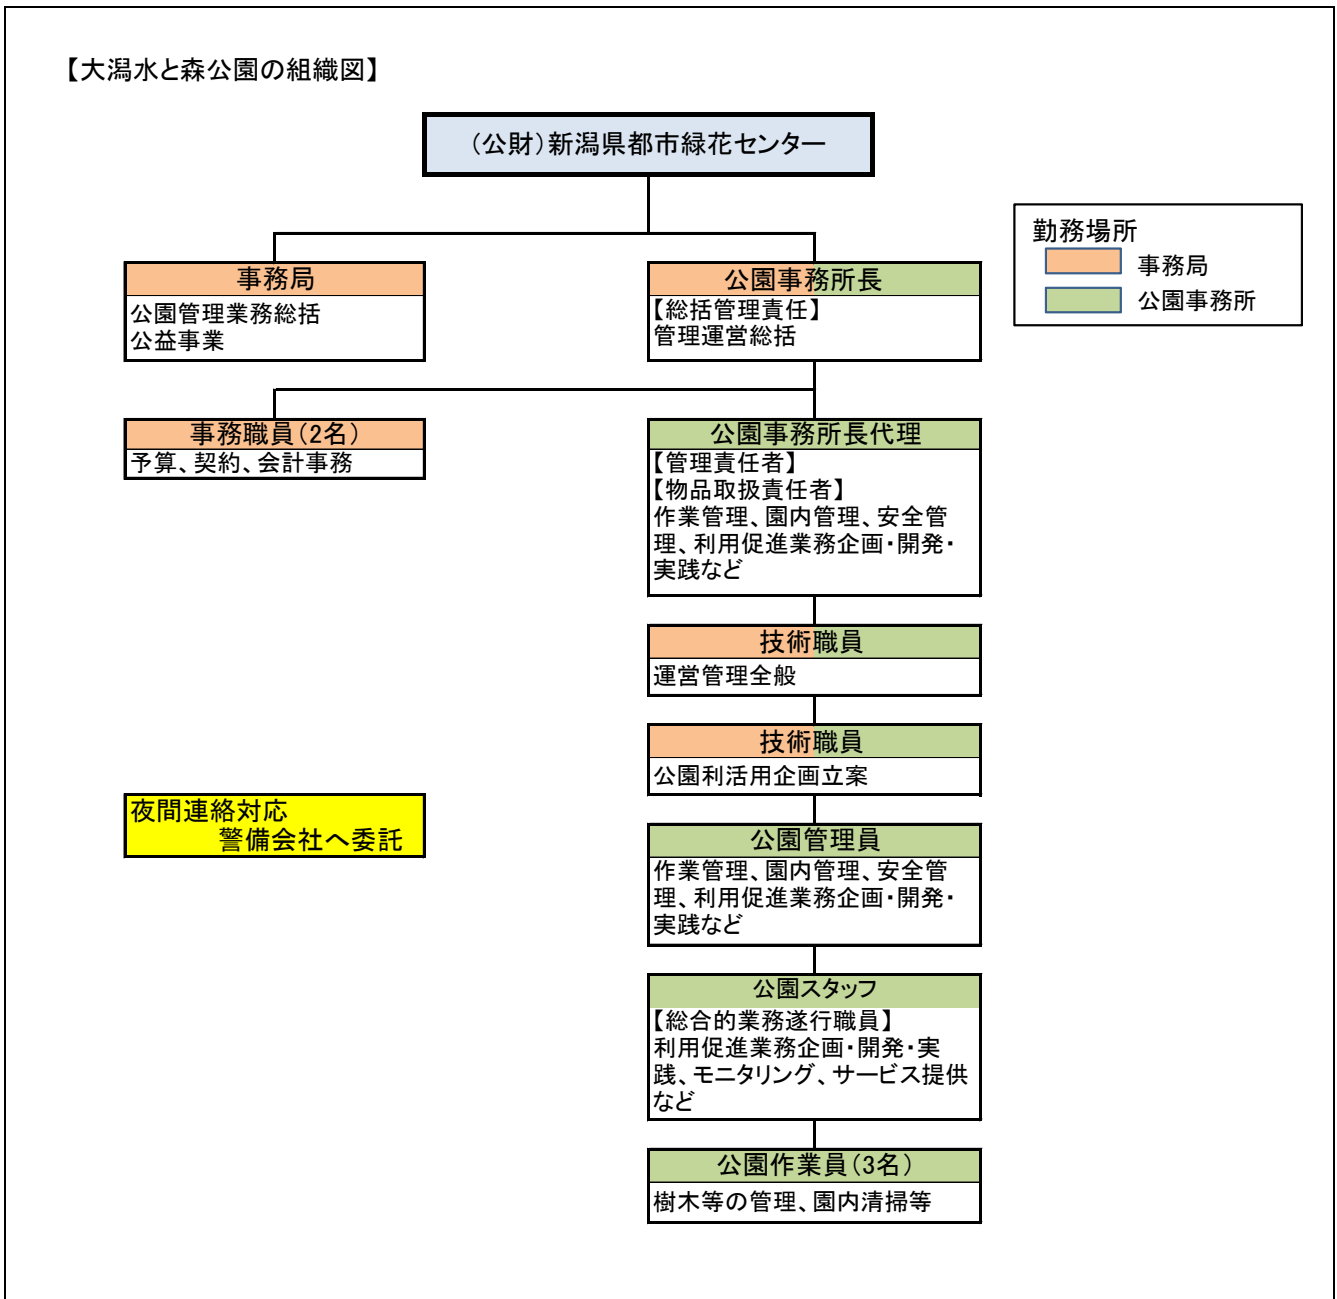 【大潟水と森公園の組織図】
（公財）新潟県都市緑花センター
勤務場所
事務局
公園事務所
事務局
公園管理業務総括
公益事業
公園事務所長
【総括管理責任】
管理運営総括
事務職員（2名）
予算、契約、会計事務
公園事務所長代理
【管理責任者】
【物品取扱責任者】
作業管理、園内管理、安全管
理、利用促進業務企画・開発・
実践など
技術職員
運営管理全般
技術職員
公園利活用企画立案
夜間連絡対応
警備会社へ委託
公園管理員
作業管理、園内管理、安全管
理、利用促進業務企画・開発・
実践など
公園スタッフ
【総合的業務遂行職員】
利用促進業務企画・開発・実
践、モニタリング、サービス提供
など
公園作業員（3名）
樹木等の管理、園内清掃等